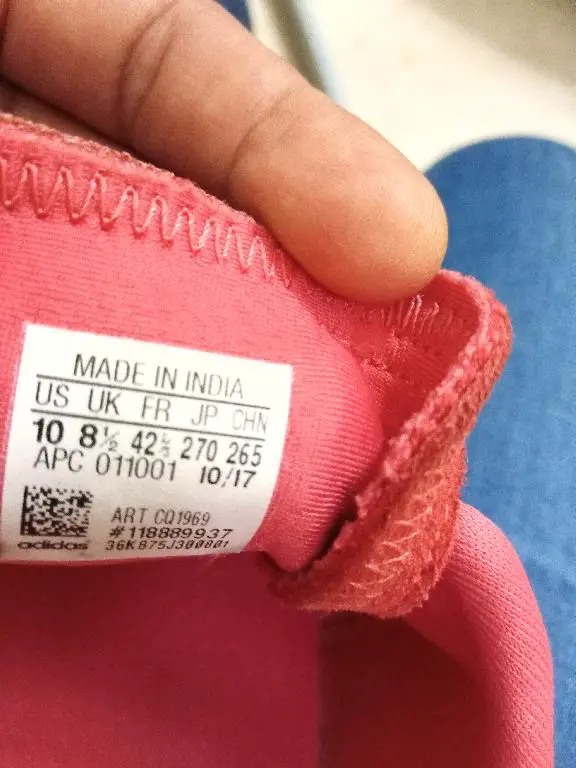 MADE IN INDIA
US UK FR JP CHN
10 8½ 42⅔ 270 265
APC 011001 10/17
ART CQ1969
#118889937
adidas 36K875J300801